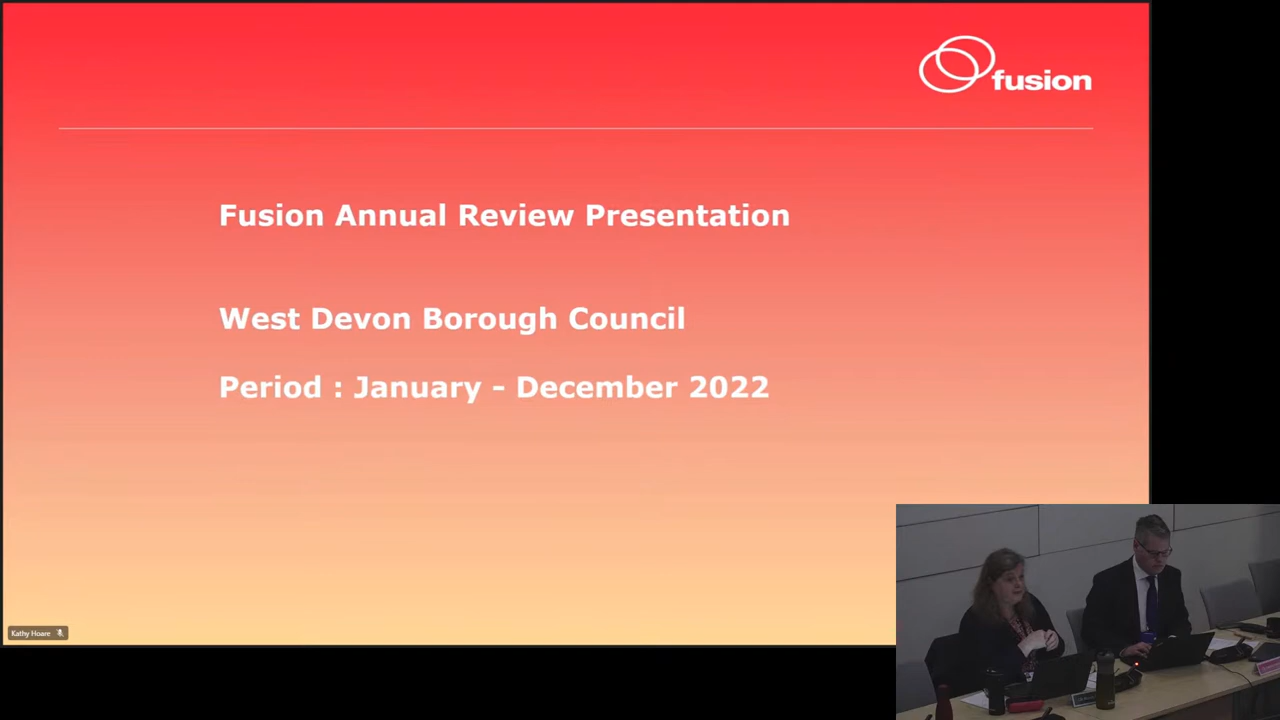 fusion
Fusion Annual Review Presentation
West Devon Borough Council
Period : January - December 2022
Kathy Hoare